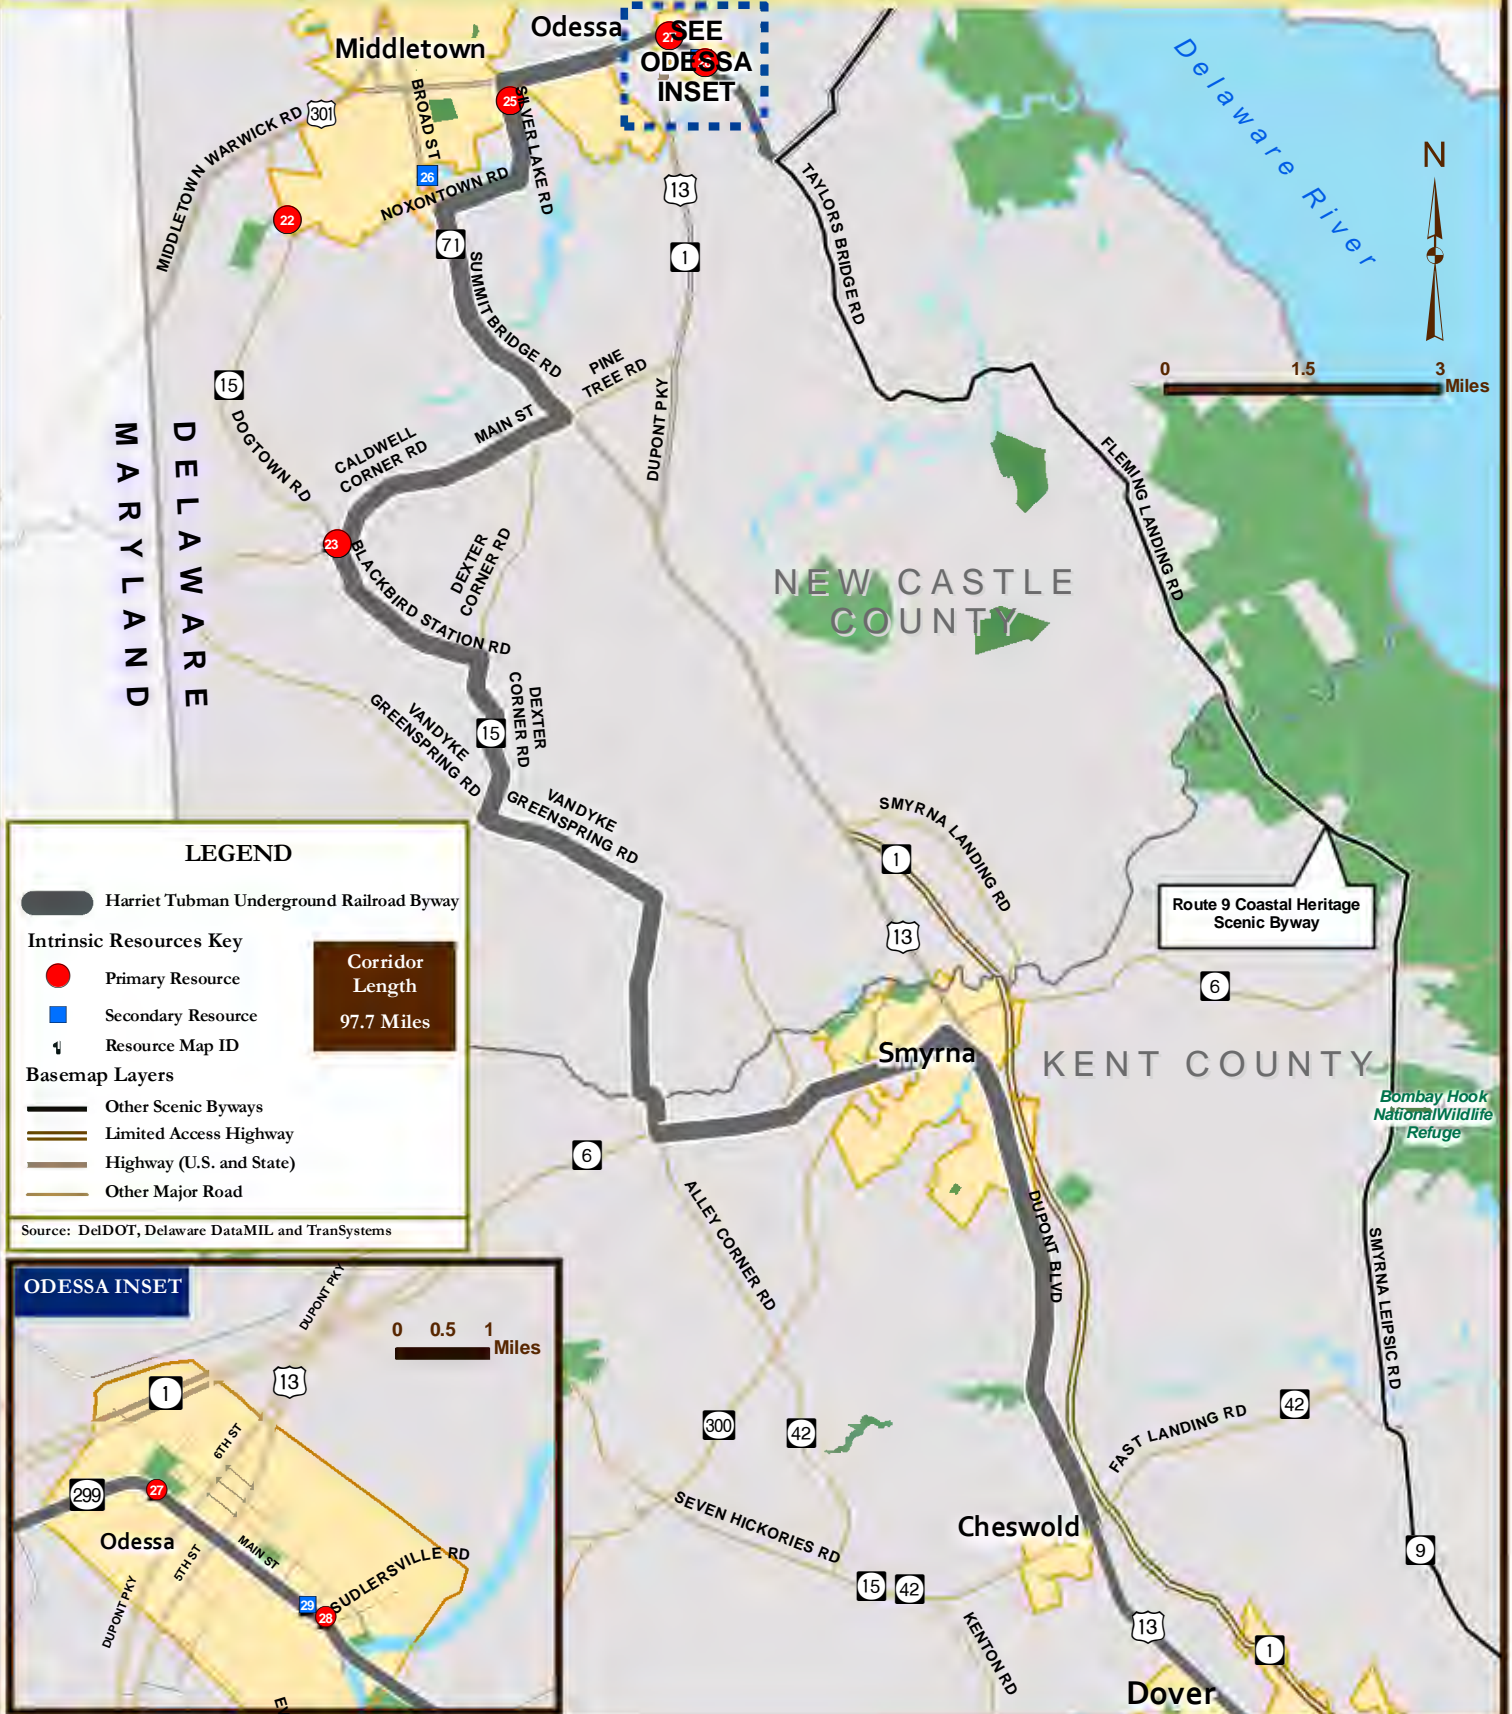 Odessa
Middletown
27
SEE
ODESSA
INSET
301
BROAD ST
25
SILVER LAKE RD
MIDDLETOWN WARWICK RD
26
NOXONTOWN RD
22
71
13
1
TAYLORS BRIDGE RD
Delaware River
N
0 1.5 3
Miles
SUMMIT BRIDGE RD
PINE
TREE RD
DUPONT PKY
15
DOGTOWN RD
MAIN ST
CALDWELL
CORNER RD
MARYLAND
DELAWARE
23
BLACKBIRD STATION RD
DEXTER
CORNER RD
FLEMING LANDING RD
NEW CASTLE
COUNTY
DEXTER
CORNER RD
15
VANDYKE
GREENSPRING RD
VANDYKE
GREENSPRING RD
SMYRNA LANDING RD
1
13
Route 9 Coastal Heritage
Scenic Byway
6
Smyrna
KENT COUNTY
Bombay Hook
NationalWildlife
Refuge
LEGEND
Harriet Tubman Underground Railroad Byway
Intrinsic Resources Key
Primary Resource
Secondary Resource
Resource Map ID
Corridor
Length
97.7 Miles
Basemap Layers
Other Scenic Byways
Limited Access Highway
Highway (U.S. and State)
Other Major Road
Source: DelDOT, Delaware DataMIL and TranSystems
6
ALLEY CORNER RD
DUPONT BLVD
SMYRNA LEIPSIC RD
300
42
FAST LANDING RD
42
SEVEN HICKORIES RD
Cheswold
15
42
9
KENTON RD
13
1
Dover
ODESSA INSET
DUPONT PKY
0 0.5 1
Miles
13
1
6TH ST
299
27
Odessa
MAIN ST
5TH ST
DUPONT PKY
29
28
SUDLERSVILLE RD